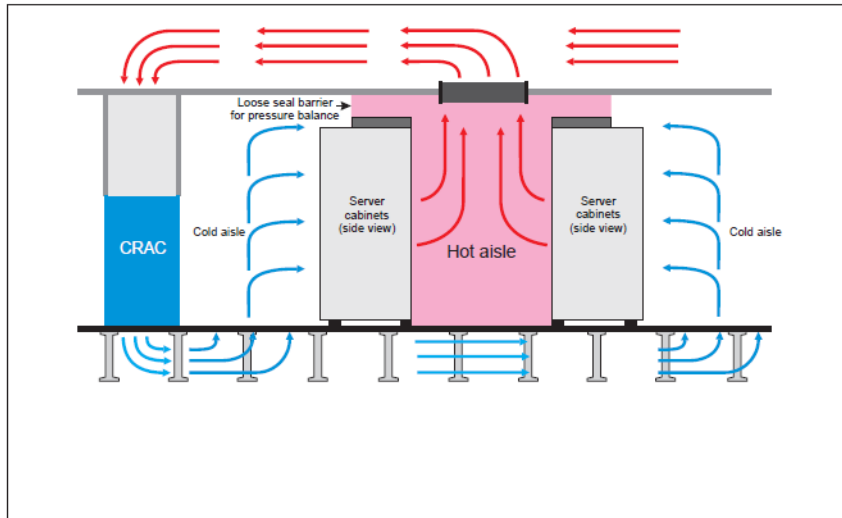 Loose seal barrier
for pressure balance
Server
cabinets
(side view)
Server
cabinets
(side view)
Cold aisle
CRAC
Hot aisle
Cold aisle